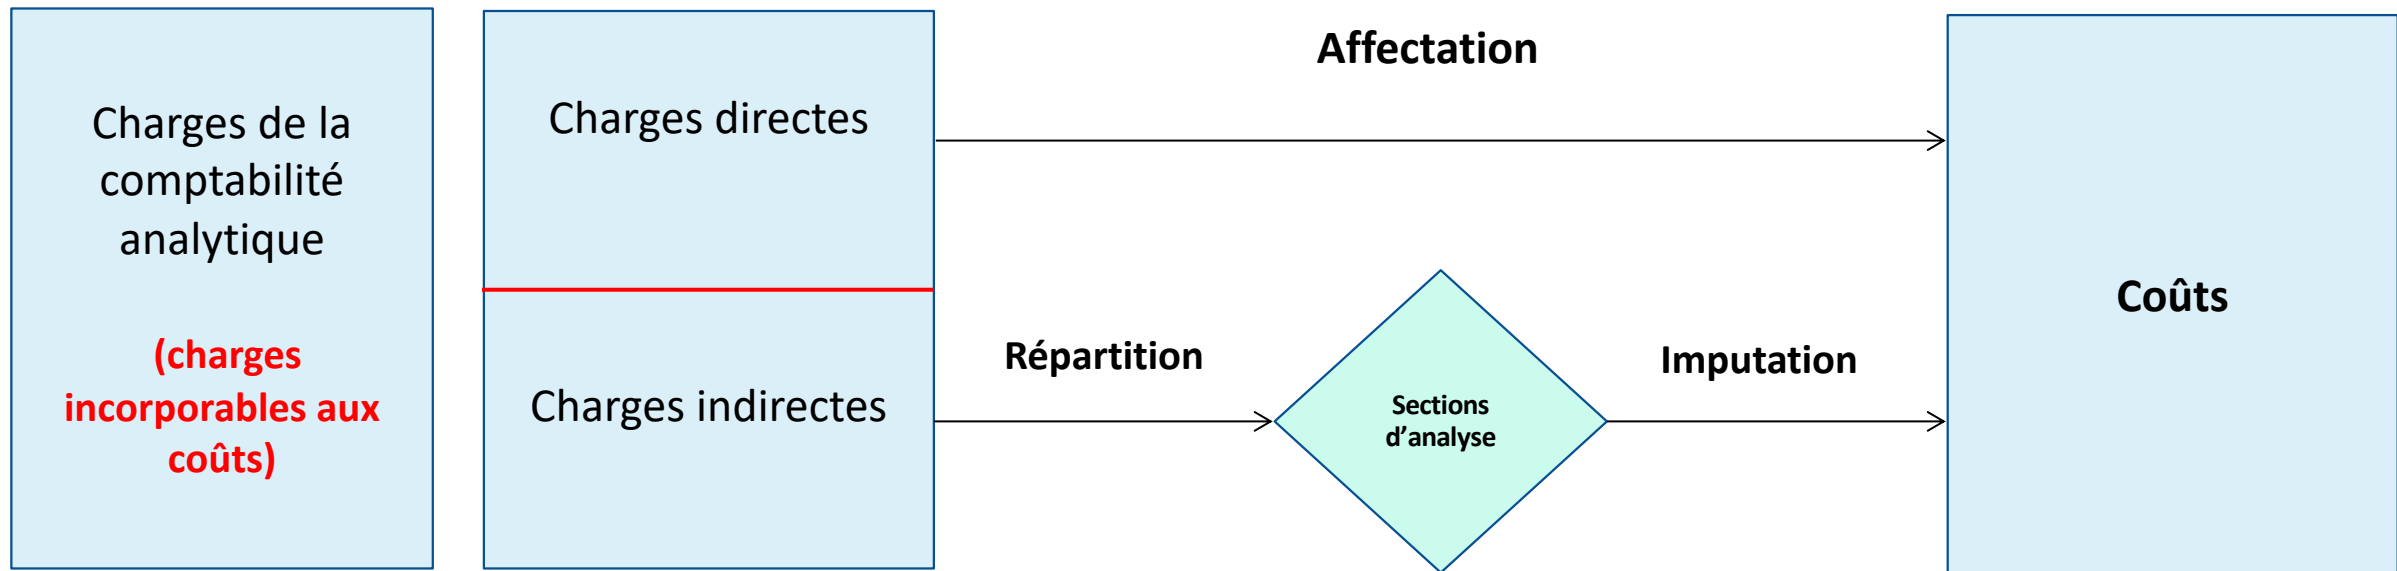 Charges de la
comptabilité
analytique
(charges
incorporables aux
coûts)
Charges directes
Charges indirectes
Affectation
Répartition
Sections
d’analyse
Imputation
Coûts